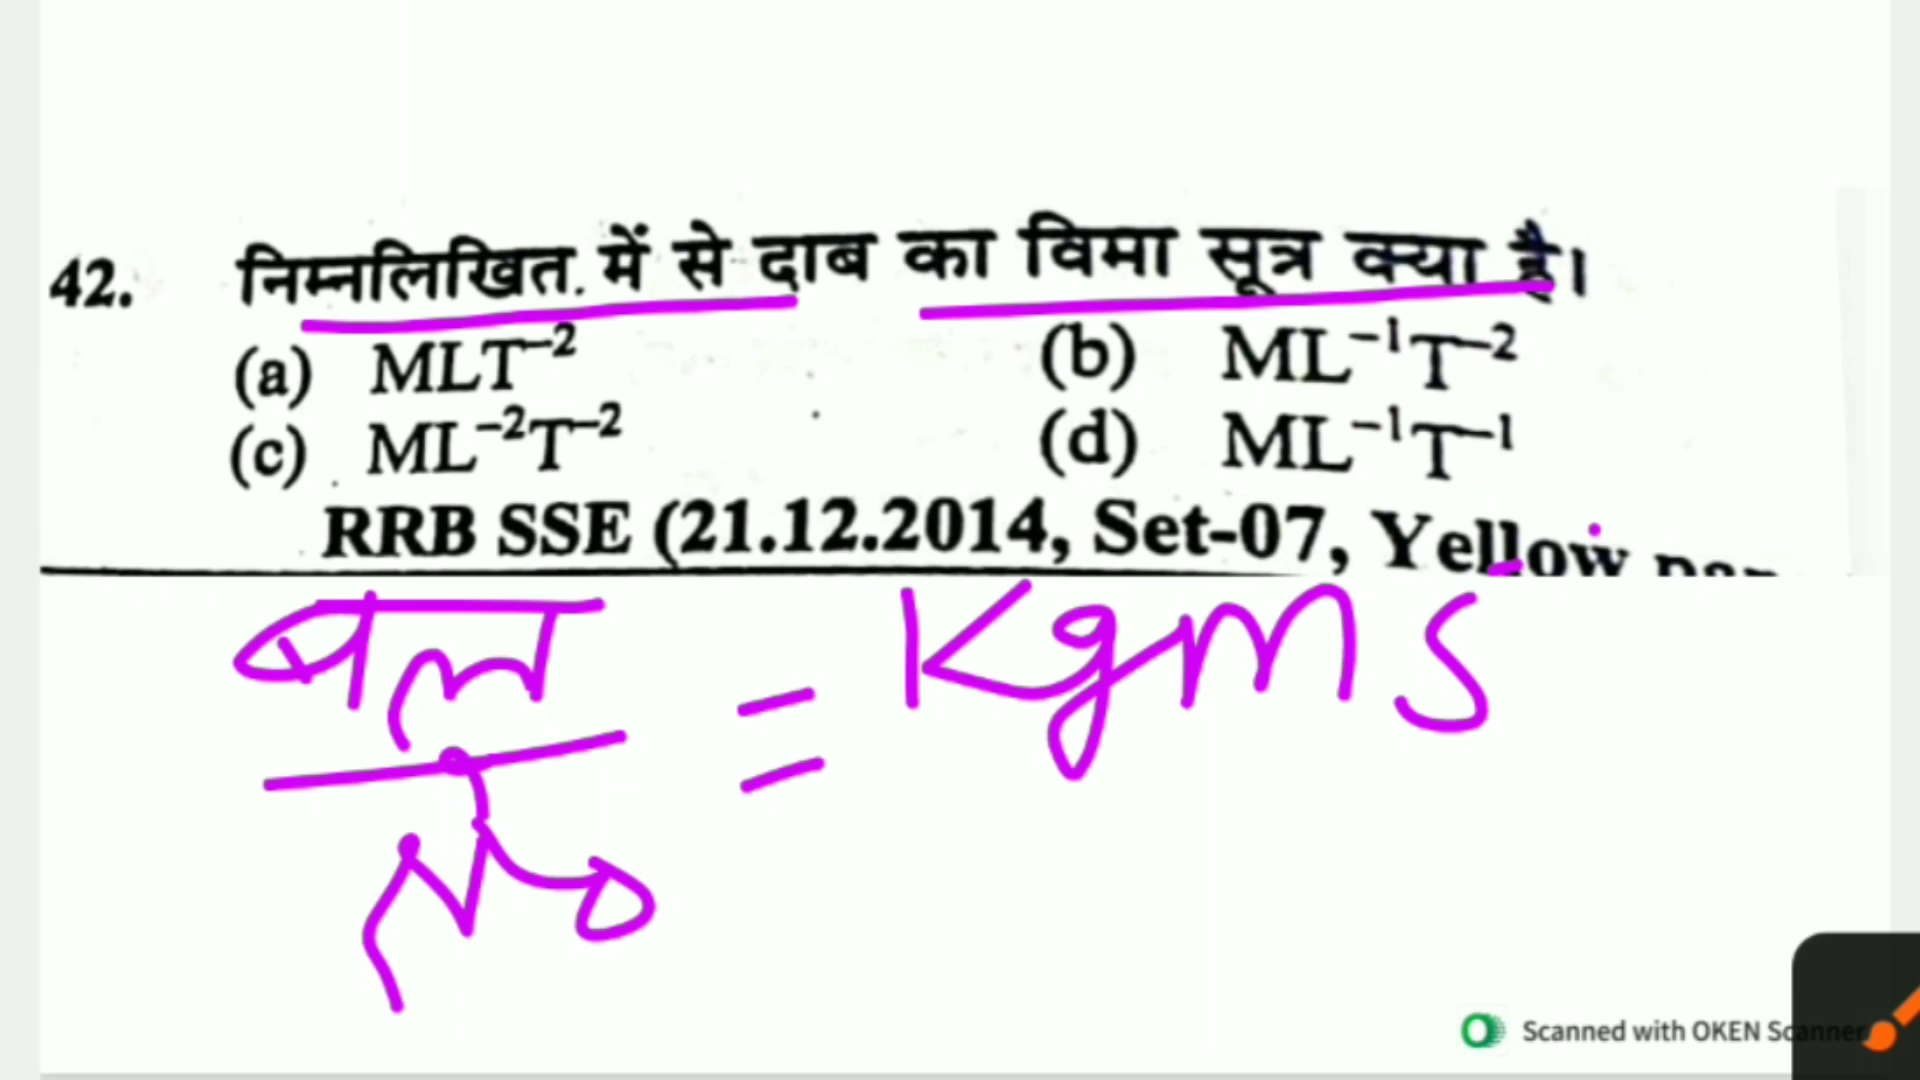 42. निम्नलिखित में से दाब का विमा सूत्र क्या है।
(a) MLT⁻² (b) ML⁻¹T⁻²
(c) ML⁻²T⁻² (d) ML⁻¹T⁻¹
RRB SSE (21.12.2014, Set-07, Yellow
बल = Kgms
Scanned with OKEN Scanner